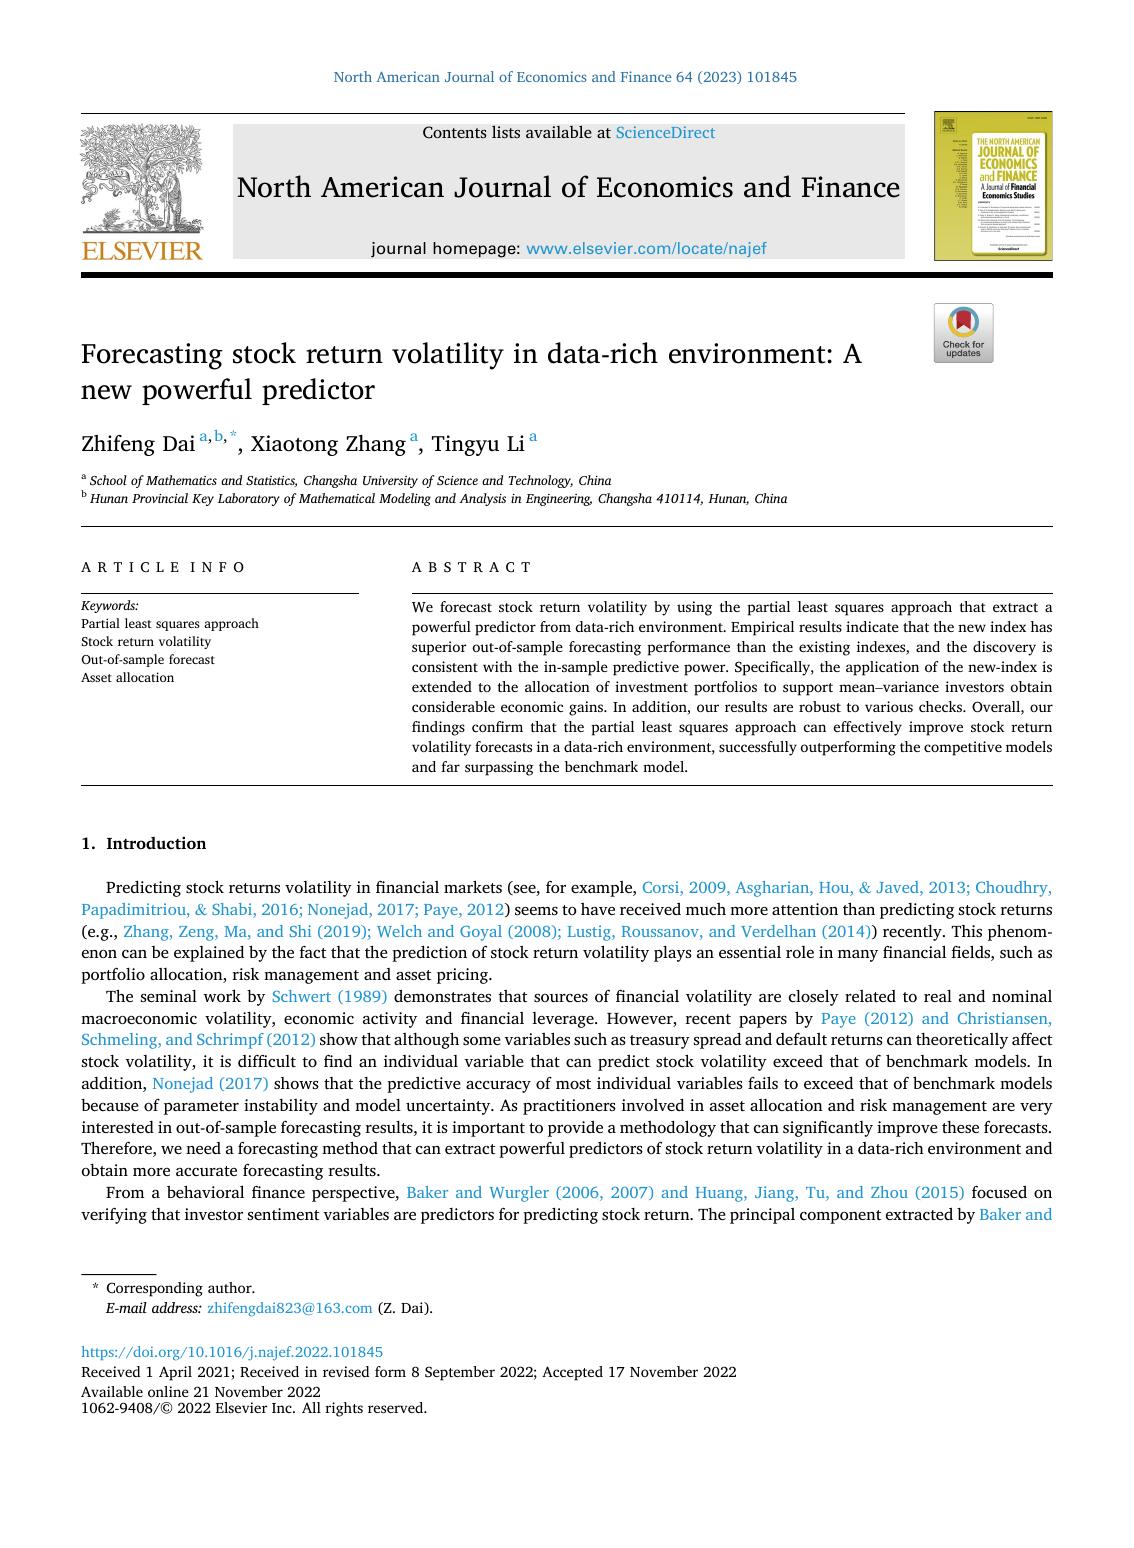 North American Journal of Economics and Finance 64 (2023) 101845
Contents lists available at ScienceDirect
North American Journal of Economics and Finance
journal homepage: www.elsevier.com/locate/najef
ELSEVIER
THE NORTH AMERICAN
JOURNAL OF
ECONOMICS
and FINANCE
A Journal of Financial
Economics Studies
Check for
updates
Forecasting stock return volatility in data-rich environment: A
new powerful predictor
Zhifeng Dai a,b,*, Xiaotong Zhang a, Tingyu Li a
a School of Mathematics and Statistics, Changsha University of Science and Technology, China
b Hunan Provincial Key Laboratory of Mathematical Modeling and Analysis in Engineering, Changsha 410114, Hunan, China
ARTICLE INFO
Keywords:
Partial least squares approach
Stock return volatility
Out-of-sample forecast
Asset allocation
ABSTRACT
We forecast stock return volatility by using the partial least squares approach that extract a
powerful predictor from data-rich environment. Empirical results indicate that the new index has
superior out-of-sample forecasting performance than the existing indexes, and the discovery is
consistent with the in-sample predictive power. Specifically, the application of the new-index is
extended to the allocation of investment portfolios to support mean–variance investors obtain
considerable economic gains. In addition, our results are robust to various checks. Overall, our
findings confirm that the partial least squares approach can effectively improve stock return
volatility forecasts in a data-rich environment, successfully outperforming the competitive models
and far surpassing the benchmark model.
1. Introduction
Predicting stock returns volatility in financial markets (see, for example, Corsi, 2009, Asgharian, Hou, & Javed, 2013; Choudhry,
Papadimitriou, & Shabi, 2016; Nonejad, 2017; Paye, 2012) seems to have received much more attention than predicting stock returns
(e.g., Zhang, Zeng, Ma, and Shi (2019); Welch and Goyal (2008); Lustig, Roussanov, and Verdelhan (2014)) recently. This phenom-
enon can be explained by the fact that the prediction of stock return volatility plays an essential role in many financial fields, such as
portfolio allocation, risk management and asset pricing.
The seminal work by Schwert (1989) demonstrates that sources of financial volatility are closely related to real and nominal
macroeconomic volatility, economic activity and financial leverage. However, recent papers by Paye (2012) and Christiansen,
Schmeling, and Schrimpf (2012) show that although some variables such as treasury spread and default returns can theoretically affect
stock volatility, it is difficult to find an individual variable that can predict stock volatility exceed that of benchmark models. In
addition, Nonejad (2017) shows that the predictive accuracy of most individual variables fails to exceed that of benchmark models
because of parameter instability and model uncertainty. As practitioners involved in asset allocation and risk management are very
interested in out-of-sample forecasting results, it is important to provide a methodology that can significantly improve these forecasts.
Therefore, we need a forecasting method that can extract powerful predictors of stock return volatility in a data-rich environment and
obtain more accurate forecasting results.
From a behavioral finance perspective, Baker and Wurgler (2006, 2007) and Huang, Jiang, Tu, and Zhou (2015) focused on
verifying that investor sentiment variables are predictors for predicting stock return. The principal component extracted by Baker and
* Corresponding author.
E-mail address: zhifengdai823@163.com (Z. Dai).
https://doi.org/10.1016/j.najef.2022.101845
Received 1 April 2021; Received in revised form 8 September 2022; Accepted 17 November 2022
Available online 21 November 2022
1062-9408/© 2022 Elsevier Inc. All rights reserved.